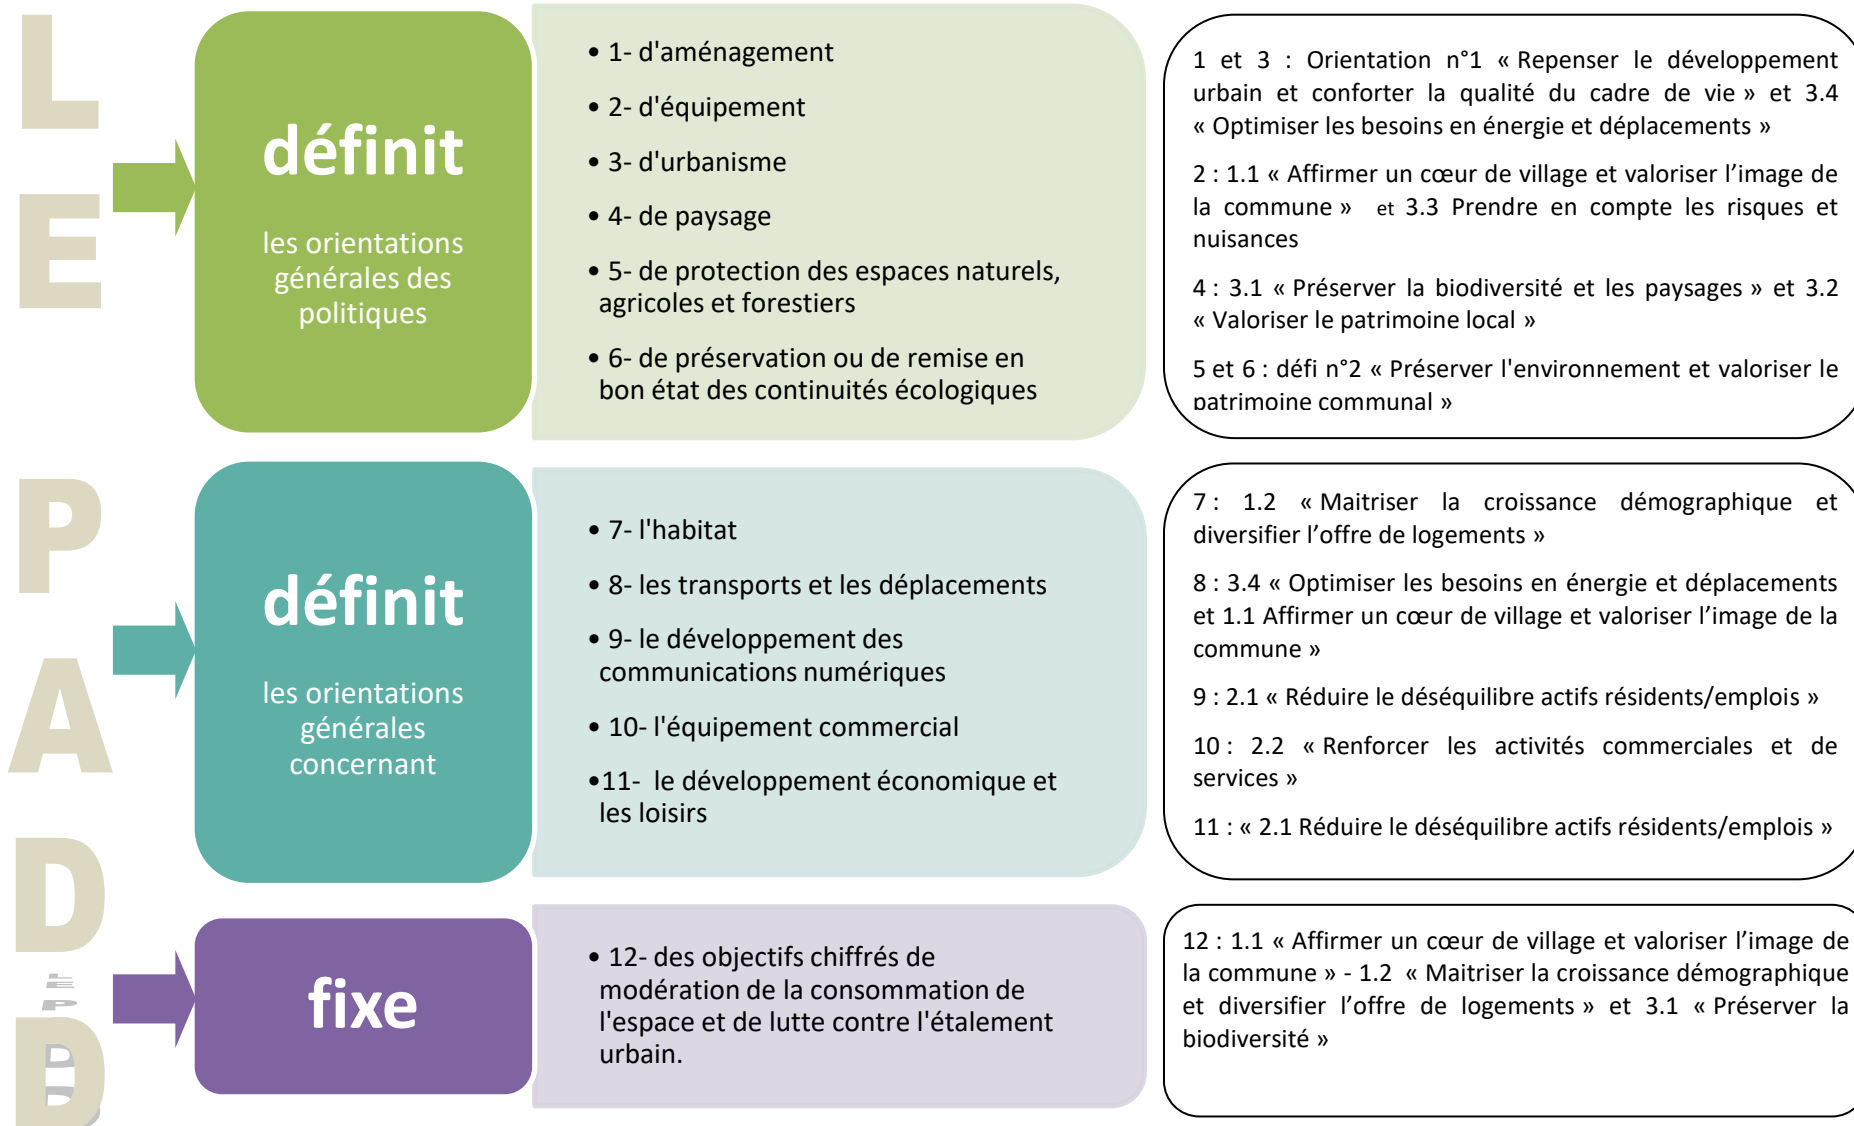 LE PADD
définit
les orientations
générales des
politiques
• 1- d'aménagement
• 2- d'équipement
• 3- d'urbanisme
• 4- de paysage
• 5- de protection des espaces naturels,
agricoles et forestiers
• 6- de préservation ou de remise en
bon état des continuités écologiques
1 et 3 : Orientation n°1 « Repenser le développement
urbain et conforter la qualité du cadre de vie » et 3.4
« Optimiser les besoins en énergie et déplacements »
2 : 1.1 « Affirmer un cœur de village et valoriser l’image de
la commune » et 3.3 Prendre en compte les risques et
nuisances
4 : 3.1 « Préserver la biodiversité et les paysages » et 3.2
« Valoriser le patrimoine local »
5 et 6 : défi n°2 « Préserver l'environnement et valoriser le
patrimoine communal »
définit
les orientations
générales
concernant
• 7- l'habitat
• 8- les transports et les déplacements
• 9- le développement des
communications numériques
• 10- l'équipement commercial
•11- le développement économique et
les loisirs
7 : 1.2 « Maitriser la croissance démographique et
diversifier l’offre de logements »
8 : 3.4 « Optimiser les besoins en énergie et déplacements
et 1.1 Affirmer un cœur de village et valoriser l’image de la
commune »
9 : 2.1 « Réduire le déséquilibre actifs résidents/emplois »
10 : 2.2 « Renforcer les activités commerciales et de
services »
11 : « 2.1 Réduire le déséquilibre actifs résidents/emplois »
fixe
• 12- des objectifs chiffrés de
modération de la consommation de
l'espace et de lutte contre l'étalement
urbain.
12 : 1.1 « Affirmer un cœur de village et valoriser l’image de
la commune » - 1.2 « Maitriser la croissance démographique
et diversifier l’offre de logements » et 3.1 « Préserver la
biodiversité »